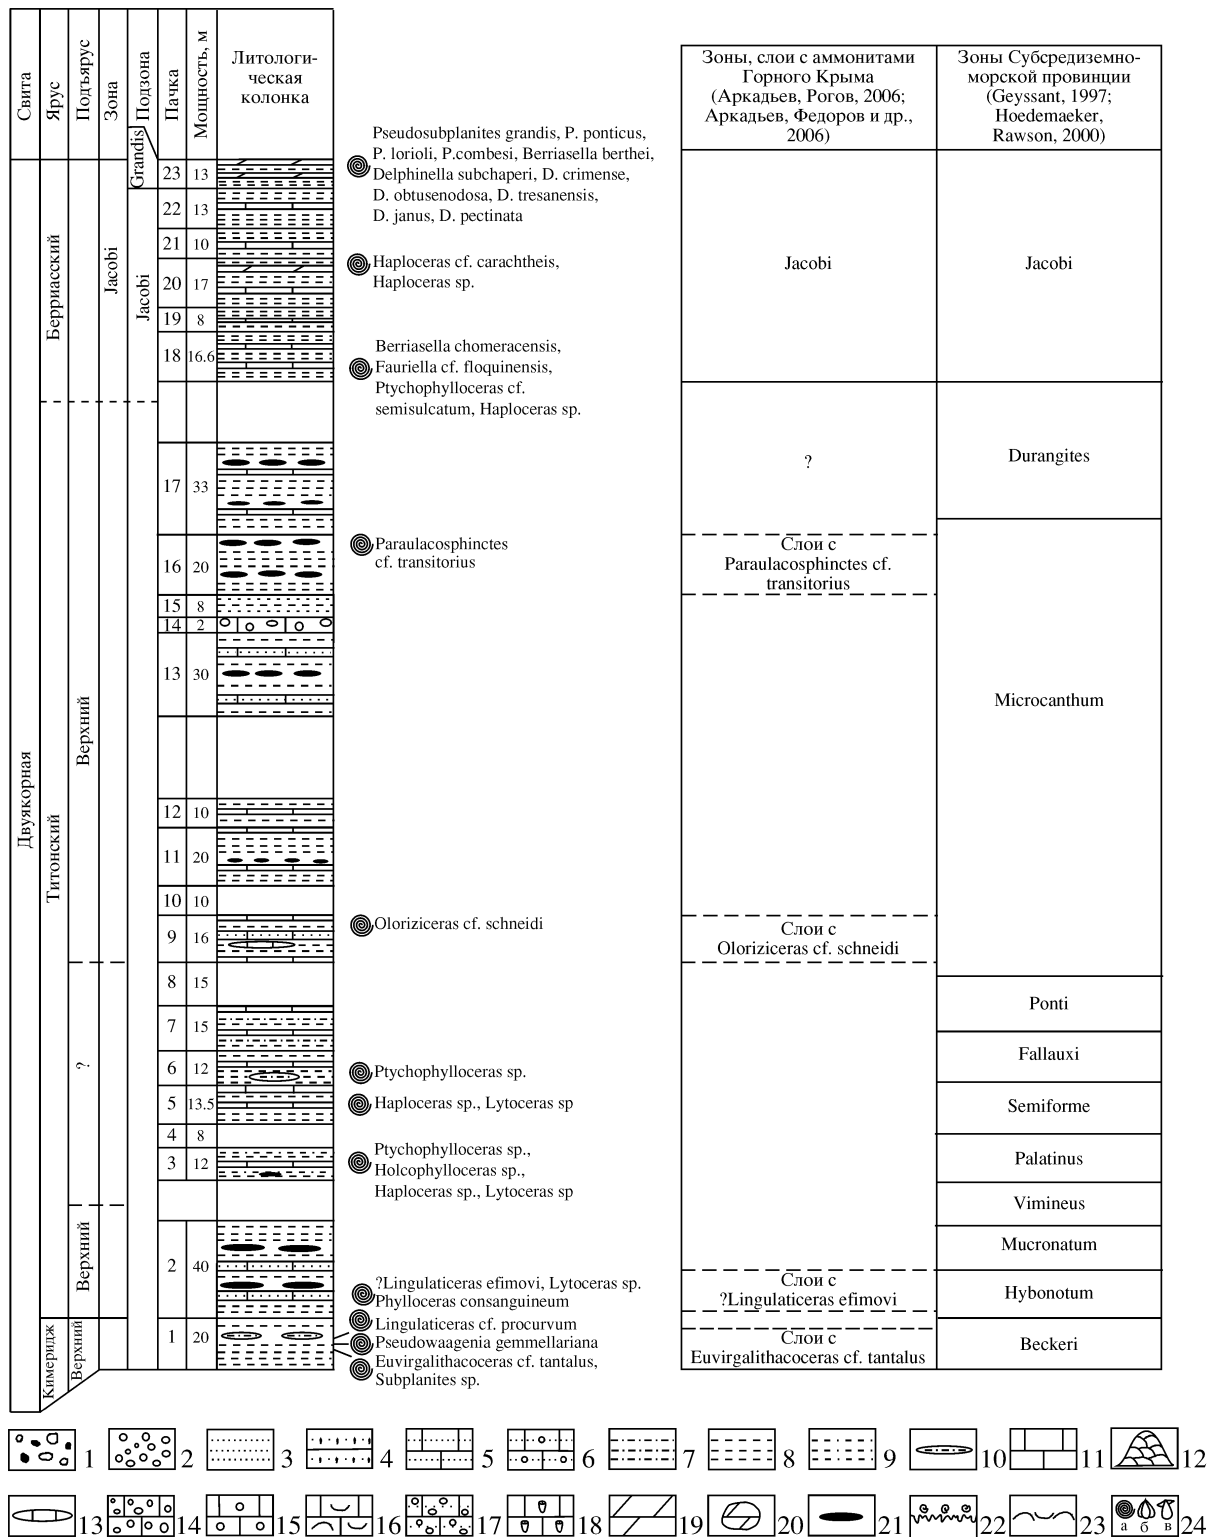 Свита
Ярус
Подъярус
Зона
Подзона
Пачка
Мощность, м
Литологи-
ческая
колонка
Зоны, слои с аммонитами
Горного Крыма
(Аркадьев, Рогов, 2006;
Аркадьев, Федоров и др.,
2006)
Зоны Субсредиземно-
морской провинции
(Geyssant, 1997;
Hoedemaeker,
Rawson, 2000)
Двуякорная
Берриасский
Титонский
Кимеридж
Верхний
?
Верхний
Верхний
Jacobi
Grandis
Jacobi
23 13
22 13
21 10
20 17
19 8
18 16.6
17 33
16 20
15 8
14 2
13 30
12 10
11 20
10 10
9 16
8 15
7 15
6 12
5 13.5
4 8
3 12
2 40
1 20
Pseudosubplanites grandis, P. ponticus,
P. lorioli, P.combesi, Berriasella berthei,
Delphinella subchaperi, D. crimense,
D. obtusenodosa, D. tresanensis,
D. janus, D. pectinata
Haploceras cf. carachtheis,
Haploceras sp.
Berriasella chomeracensis,
Fauriella cf. floquinensis,
Ptychophylloceras cf.
semisulcatum, Haploceras sp.
Paraulacosphinctes
cf. transitorius
Oloriziceras cf. schneidi
Ptychophylloceras sp.
Haploceras sp., Lytoceras sp
Ptychophylloceras sp.,
Holcophylloceras sp.,
Haploceras sp., Lytoceras sp
?Lingulaticeras efimovi, Lytoceras sp.
Phylloceras consanguineum
Lingulaticeras cf. procurvum
Pseudowaagenia gemmellariana
Euvirgalithacoceras cf. tantalus,
Subplanites sp.
Jacobi
?
Слои с
Paraulacosphinctes cf.
transitorius
Слои с
Oloriziceras cf. schneidi
Слои с
?Lingulaticeras efimovi
Слои с
Euvirgalithacoceras cf. tantalus
Jacobi
Durangites
Microcanthum
Ponti
Fallauxi
Semiforme
Palatinus
Vimineus
Mucronatum
Hybonotum
Beckeri
1 2 3 4 5 6 7 8 9 10 11 12
13 14 15 16 17 18 19 20 21 22 23 а б в 24